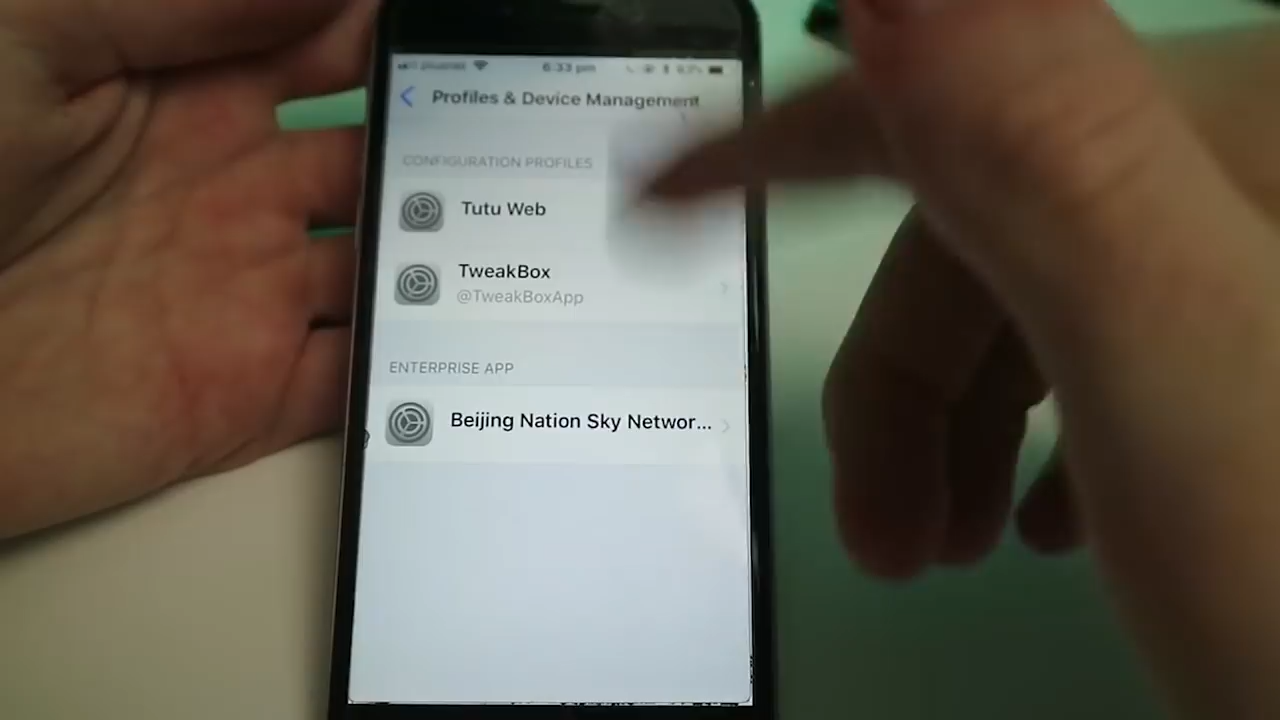 6:33 pm
Profiles & Device Management
CONFIGURATION PROFILES
Tutu Web
TweakBox
@TweakBoxApp
ENTERPRISE APP
Beijing Nation Sky Networ...